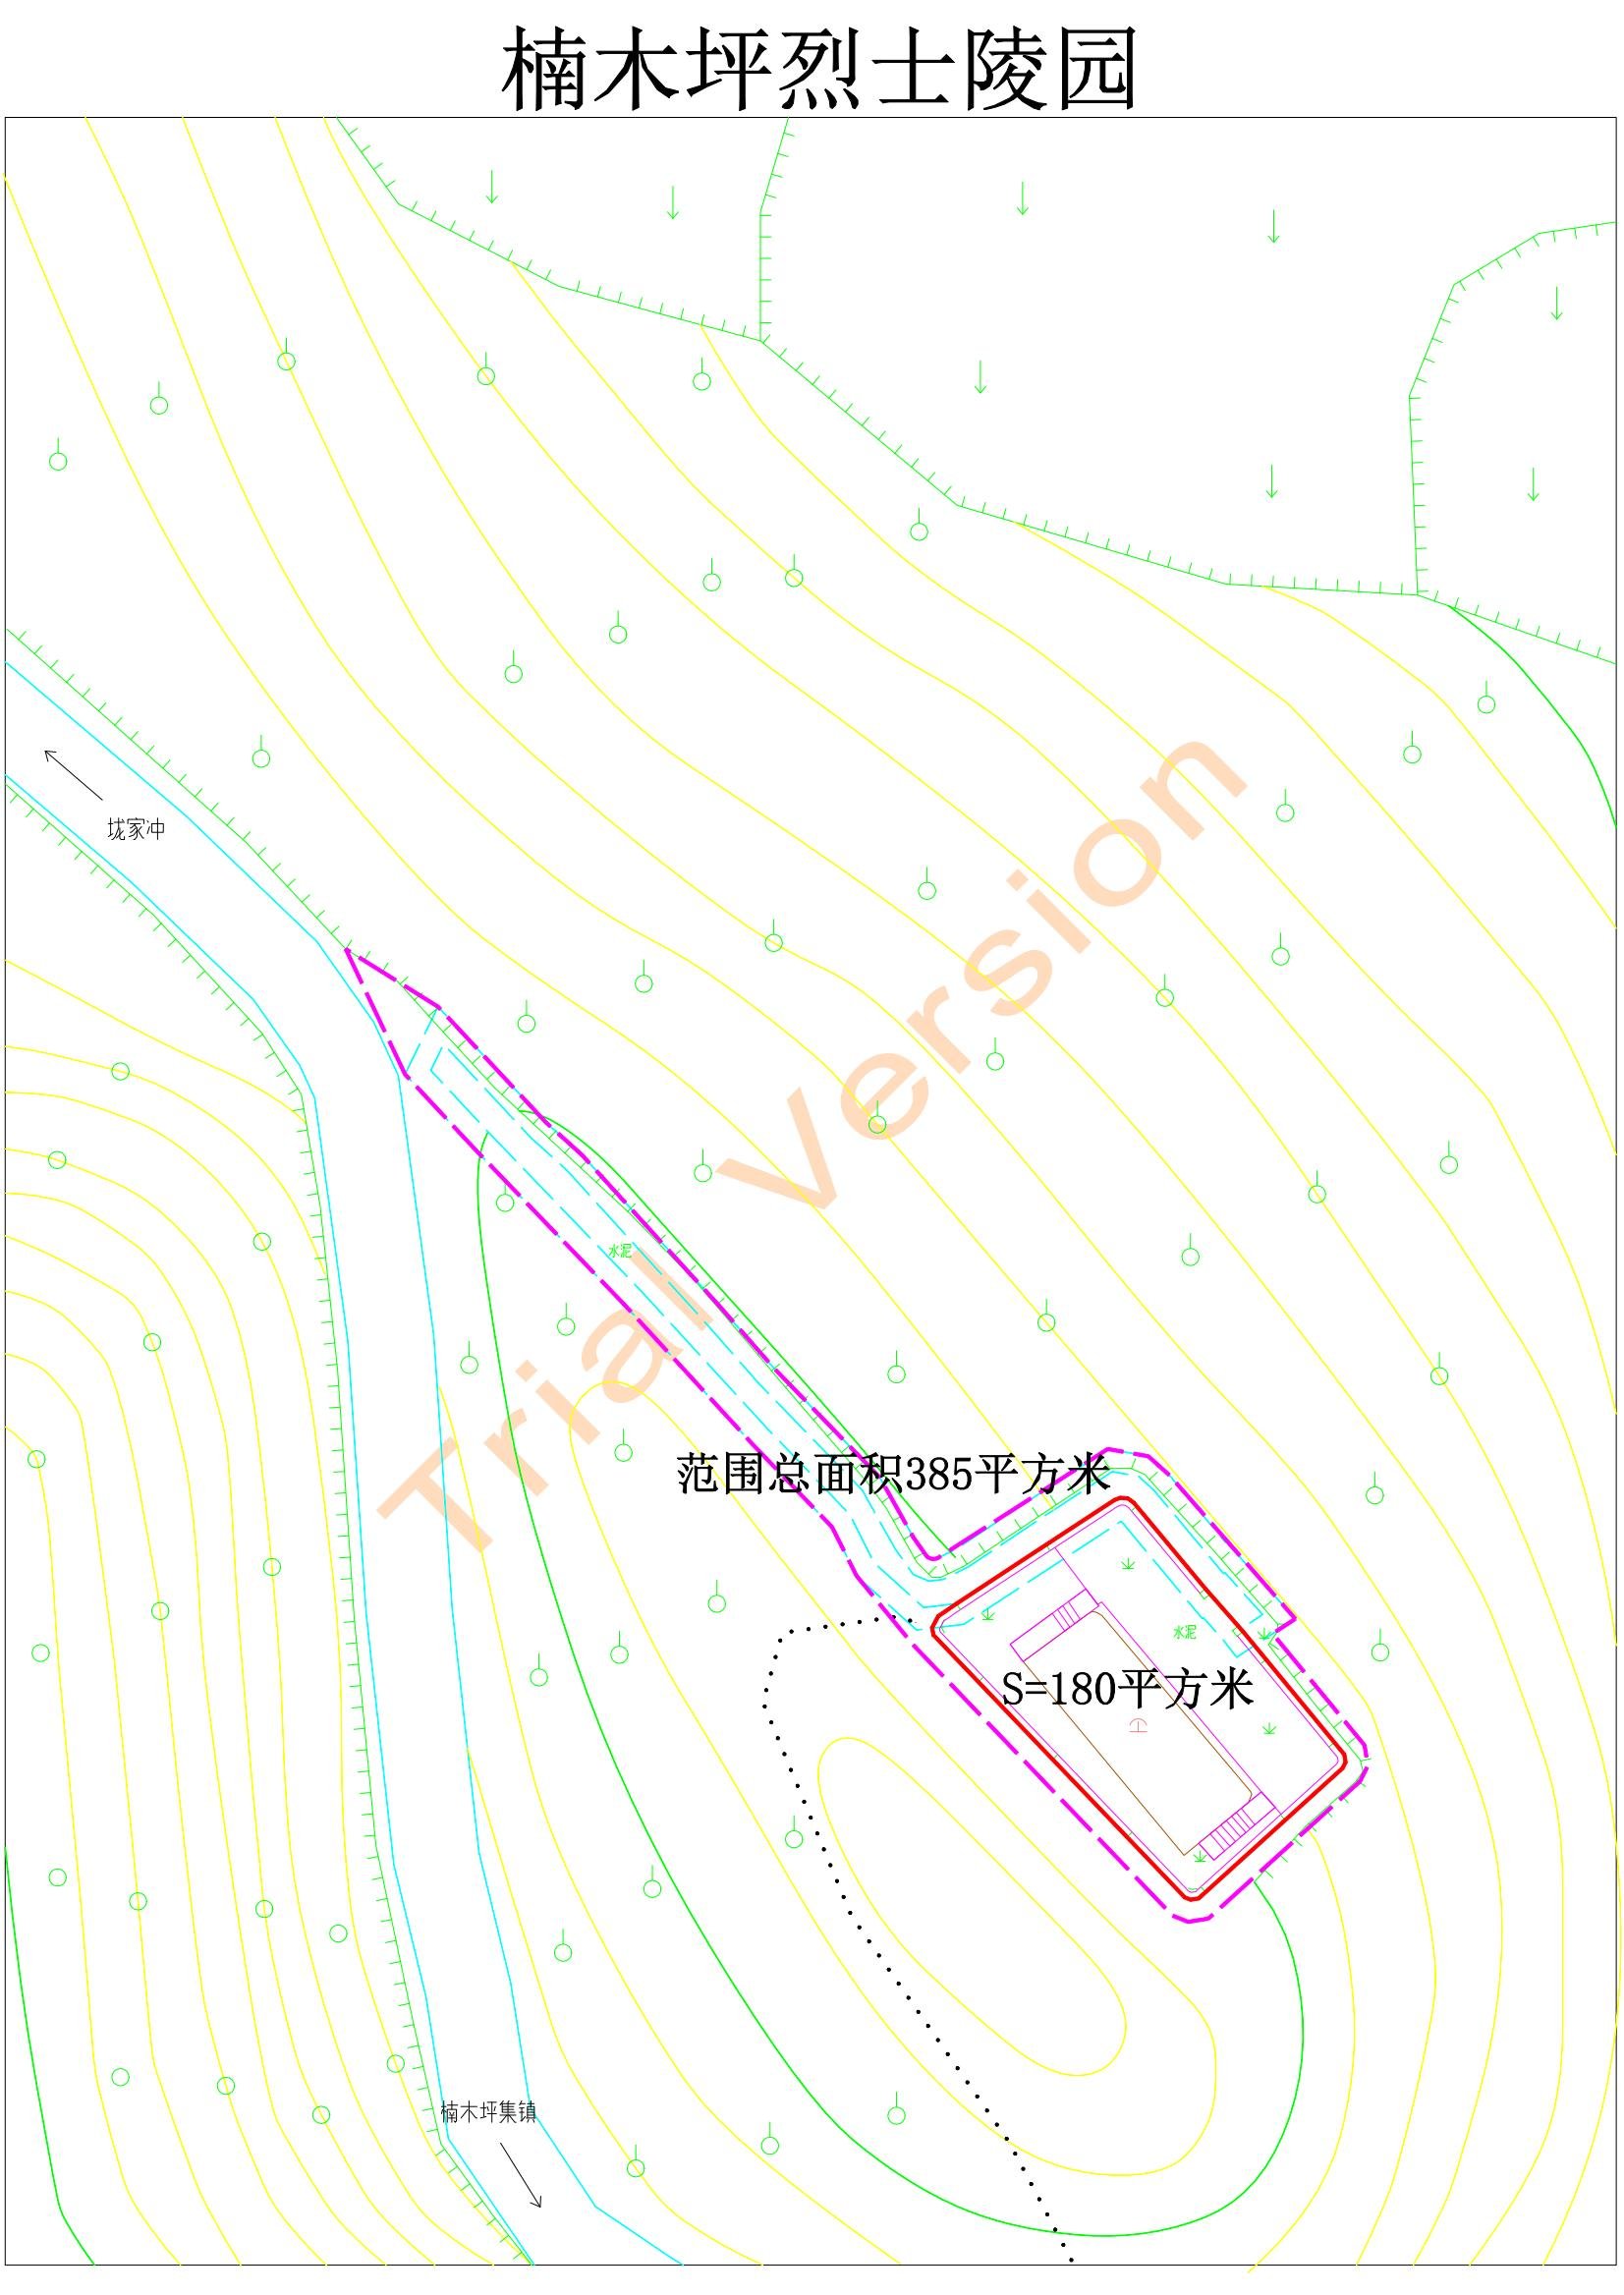 楠木坪烈士陵园
垅家冲
水泥
范围总面积385平方米
水泥
S=180平方米
楠木坪集镇
Trial Version